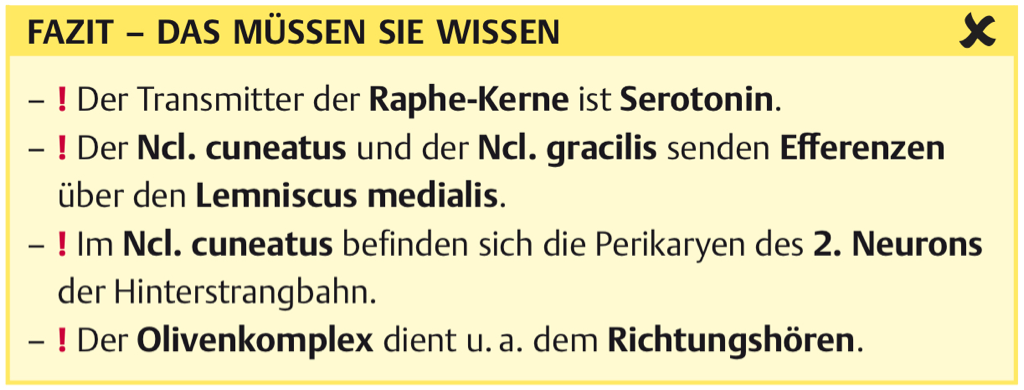 FAZIT – DAS MÜSSEN SIE WISSEN ✘
– ! Der Transmitter der Raphe-Kerne ist Serotonin.
– ! Der Ncl. cuneatus und der Ncl. gracilis senden Efferenzen
über den Lemniscus medialis.
– ! Im Ncl. cuneatus befinden sich die Perikaryen des 2. Neurons
der Hinterstrangbahn.
– ! Der Olivenkomplex dient u. a. dem Richtungshören.